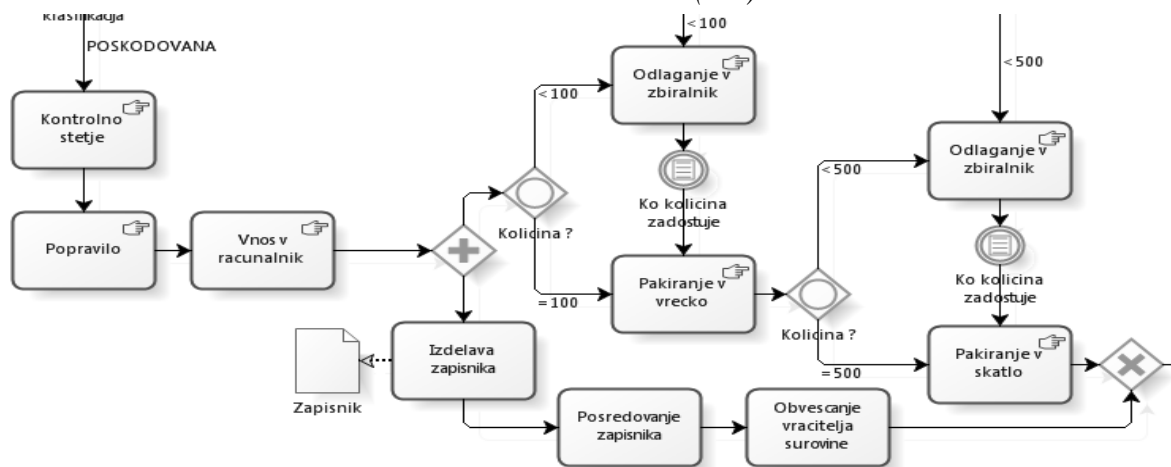 klasifikacija
POSKODOVANA
Kontrolno
stetje
Popravilo
Vnos v
racunalnik
<100
<100
Kolicina ?
=100
Odlaganje v
zbiralnik
Ko kolicina
zadostuje
Pakiranje v
vrecko
<500
<500
Kolicina ?
=500
Odlaganje v
zbiralnik
Ko kolicina
zadostuje
Pakiranje v
skatlo
Izdelava
zapisnika
Zapisnik
Posredovanje
zapisnika
Obvescanje
vracitelja
surovine